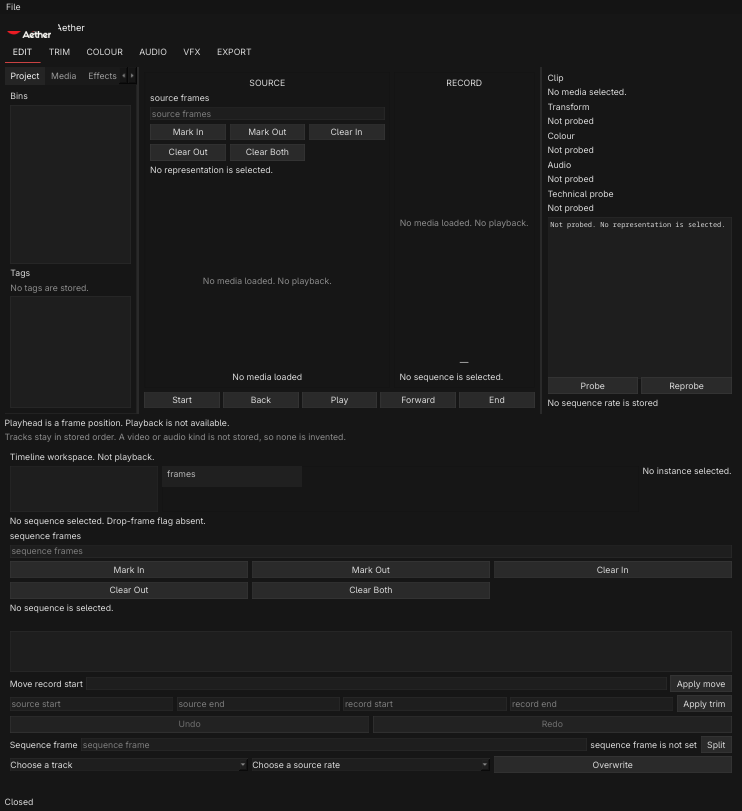 File
Aether
Aether
EDIT TRIM COLOUR AUDIO VFX EXPORT
Project Media Effects
Bins
Tags
No tags are stored.
SOURCE
source frames
source frames
Mark In Mark Out Clear In
Clear Out Clear Both
No representation is selected.
No media loaded. No playback.
No media loaded
RECORD
No media loaded. No playback.
—
No sequence is selected.
Start Back Play Forward End
Clip
No media selected.
Transform
Not probed
Colour
Not probed
Audio
Not probed
Technical probe
Not probed
Not probed. No representation is selected.
Probe Reprobe
No sequence rate is stored
Playhead is a frame position. Playback is not available.
Tracks stay in stored order. A video or audio kind is not stored, so none is invented.
Timeline workspace. Not playback.
frames
No instance selected.
No sequence selected. Drop-frame flag absent.
sequence frames
sequence frames
Mark In Mark Out Clear In
Clear Out Clear Both
No sequence is selected.
Move record start Apply move
source start source end record start record end Apply trim
Undo Redo
Sequence frame sequence frame sequence frame is not set Split
Choose a track Choose a source rate Overwrite
Closed